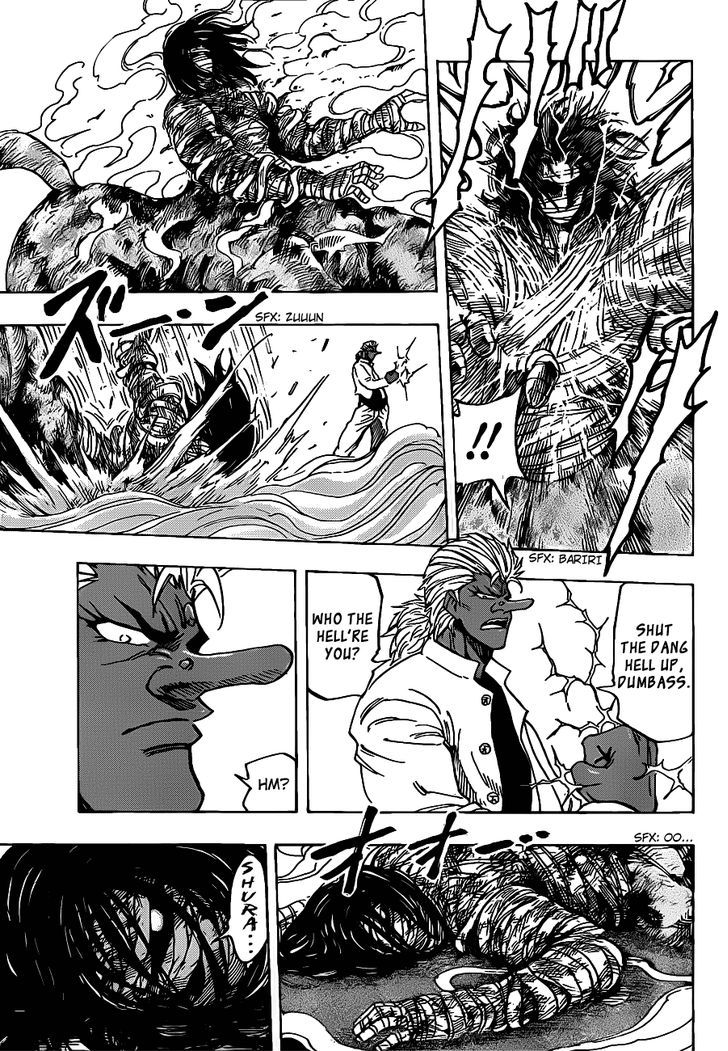 !!
SFX: BARIRI
ズーン
SFX: ZUUUN
SHUT
THE DANG
HELL UP,
DUMBASS.
WHO THE
HELL'RE
YOU?
HM?
オオ…
SFX: OO...
SHURA...